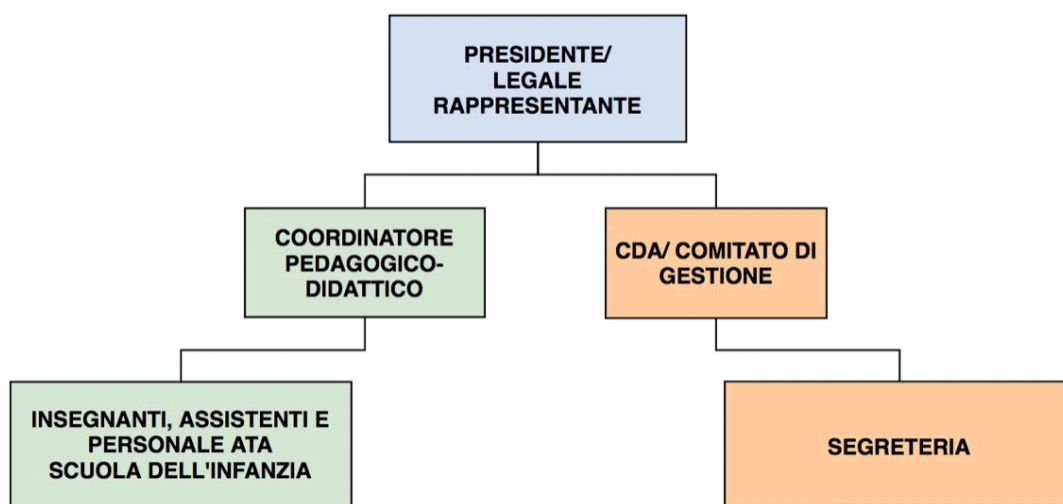 PRESIDENTE/
LEGALE
RAPPRESENTANTE
COORDINATORE
PEDAGOGICO-
DIDATTICO
CDA/ COMITATO DI
GESTIONE
INSEGNANTI, ASSISTENTI E
PERSONALE ATA
SCUOLA DELL'INFANZIA
SEGRETERIA